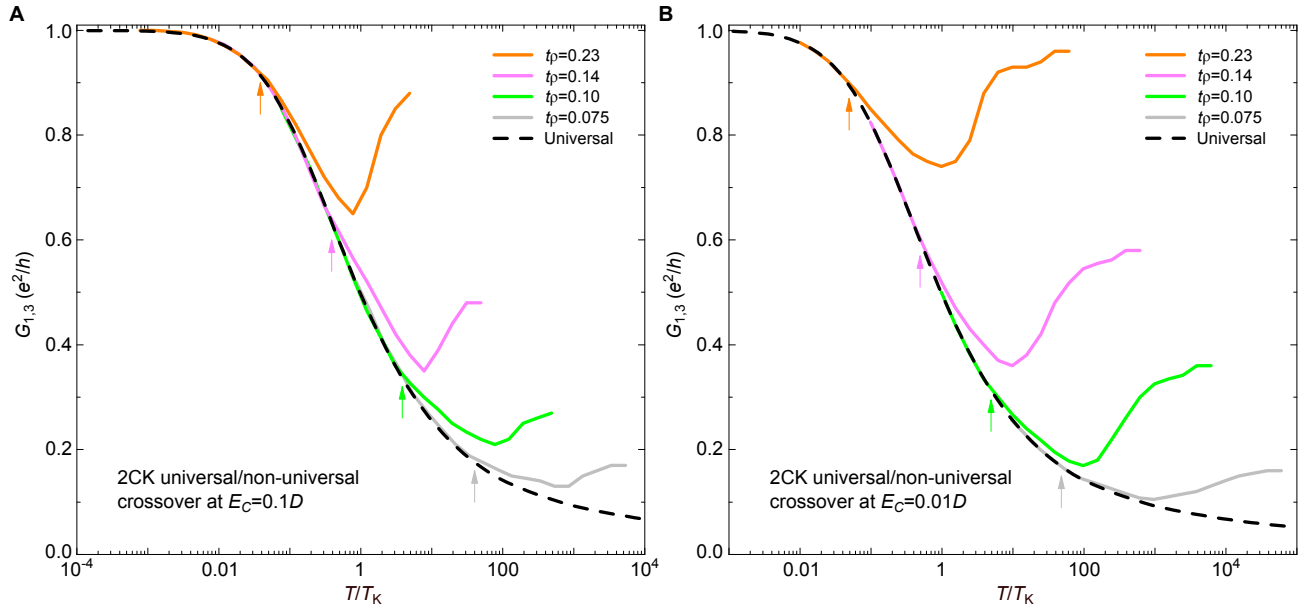 A
B
1.0
0.8
0.6
0.4
0.2
0.0
G1,3 (e²/h)
tρ=0.23
tρ=0.14
tρ=0.10
tρ=0.075
Universal
2CK universal/non-universal
crossover at EC=0.1D
10⁻⁴
0.01
1
100
10⁴
T/TK
1.0
0.8
0.6
0.4
0.2
0.0
G1,3 (e²/h)
tρ=0.23
tρ=0.14
tρ=0.10
tρ=0.075
Universal
2CK universal/non-universal
crossover at EC=0.01D
0.01
1
100
10⁴
T/TK